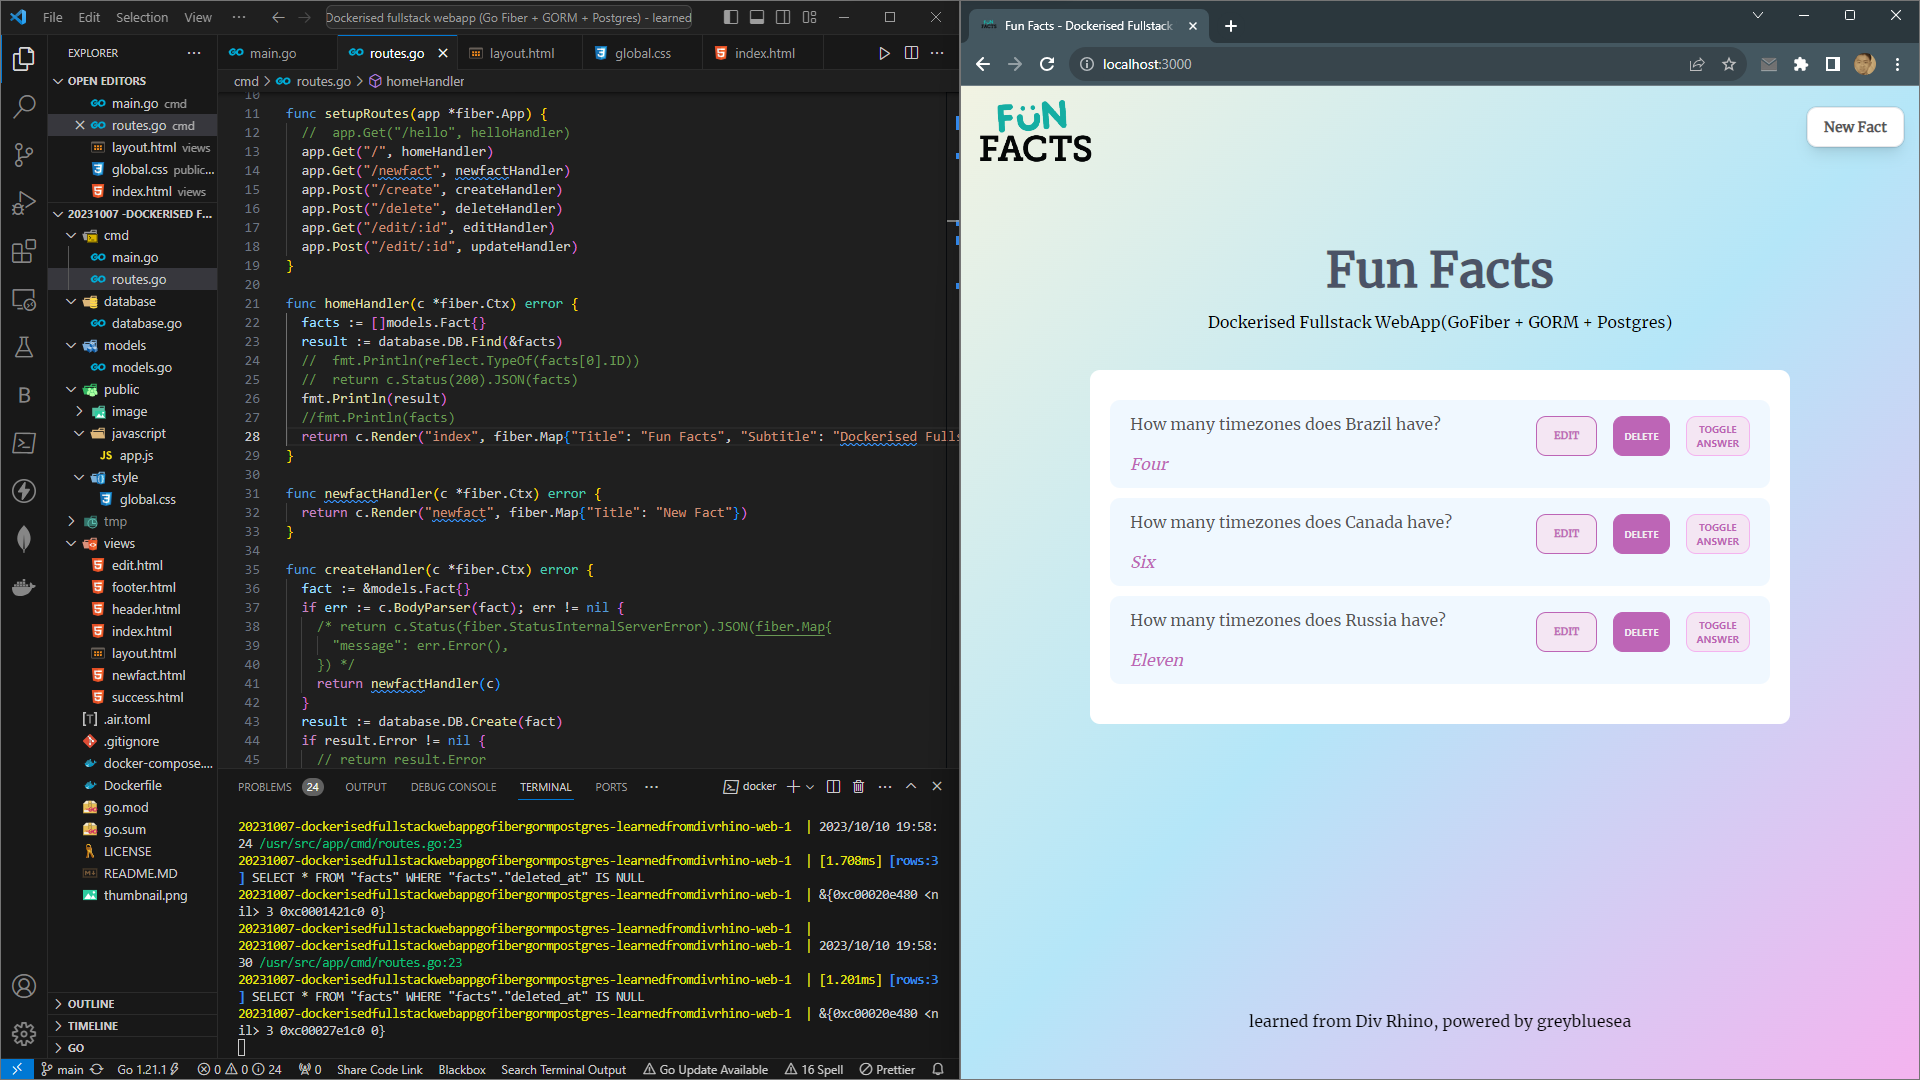 File Edit Selection View ···
Dockerised fullstack webapp (Go Fiber + GORM + Postgres) - learned
EXPLORER
OPEN EDITORS
main.go cmd
routes.go cmd
layout.html views
global.css public...
index.html views
20231007 -DOCKERISED F...
cmd
main.go
routes.go
database
database.go
models
models.go
public
image
javascript
JS app.js
style
global.css
tmp
views
edit.html
footer.html
header.html
index.html
layout.html
newfact.html
success.html
.air.toml
.gitignore
docker-compose....
Dockerfile
go.mod
go.sum
LICENSE
README.MD
thumbnail.png
OUTLINE
TIMELINE
GO
main.go routes.go layout.html global.css index.html
cmd > routes.go > homeHandler
10
11 func setupRoutes(app *fiber.App) {
12 // app.Get("/hello", helloHandler)
13 app.Get("/", homeHandler)
14 app.Get("/newfact", newfactHandler)
15 app.Post("/create", createHandler)
16 app.Post("/delete", deleteHandler)
17 app.Get("/edit/:id", editHandler)
18 app.Post("/edit/:id", updateHandler)
19 }
20
21 func homeHandler(c *fiber.Ctx) error {
22 facts := []models.Fact{}
23 result := database.DB.Find(&facts)
24 // fmt.Println(reflect.TypeOf(facts[0].ID))
25 // return c.Status(200).JSON(facts)
26 fmt.Println(result)
27 //fmt.Println(facts)
28 return c.Render("index", fiber.Map{"Title": "Fun Facts", "Subtitle": "Dockerised Fulls
29 }
30
31 func newfactHandler(c *fiber.Ctx) error {
32 return c.Render("newfact", fiber.Map{"Title": "New Fact"})
33 }
34
35 func createHandler(c *fiber.Ctx) error {
36 fact := &models.Fact{}
37 if err := c.BodyParser(fact); err != nil {
38 /* return c.Status(fiber.StatusInternalServerError).JSON(fiber.Map{
39 "message": err.Error(),
40 }) */
41 return newfactHandler(c)
42 }
43 result := database.DB.Create(fact)
44 if result.Error != nil {
45 // return result.Error
PROBLEMS 24 OUTPUT DEBUG CONSOLE TERMINAL PORTS ··· docker
20231007-dockerisedfullstackwebappgofibergormpostgres-learnedfromdivrhino-web-1 | 2023/10/10 19:58:
24 /usr/src/app/cmd/routes.go:23
20231007-dockerisedfullstackwebappgofibergormpostgres-learnedfromdivrhino-web-1 | [1.708ms] [rows:3
] SELECT * FROM "facts" WHERE "facts"."deleted_at" IS NULL
20231007-dockerisedfullstackwebappgofibergormpostgres-learnedfromdivrhino-web-1 | &{0xc00020e480 <n
il> 3 0xc0001421c0 0}
20231007-dockerisedfullstackwebappgofibergormpostgres-learnedfromdivrhino-web-1 |
20231007-dockerisedfullstackwebappgofibergormpostgres-learnedfromdivrhino-web-1 | 2023/10/10 19:58:
30 /usr/src/app/cmd/routes.go:23
20231007-dockerisedfullstackwebappgofibergormpostgres-learnedfromdivrhino-web-1 | [1.201ms] [rows:3
] SELECT * FROM "facts" WHERE "facts"."deleted_at" IS NULL
20231007-dockerisedfullstackwebappgofibergormpostgres-learnedfromdivrhino-web-1 | &{0xc00020e480 <n
il> 3 0xc00027e1c0 0}
main Go 1.21.1 0 0 24 0 Share Code Link Blackbox Search Terminal Output Go Update Available 16 Spell Prettier
Fun Facts - Dockerised Fullstack
localhost:3000
FUN
FACTS
New Fact
Fun Facts
Dockerised Fullstack WebApp(GoFiber + GORM + Postgres)
How many timezones does Brazil have?
Four
EDIT DELETE TOGGLE ANSWER
How many timezones does Canada have?
Six
EDIT DELETE TOGGLE ANSWER
How many timezones does Russia have?
Eleven
EDIT DELETE TOGGLE ANSWER
learned from Div Rhino, powered by greybluesea